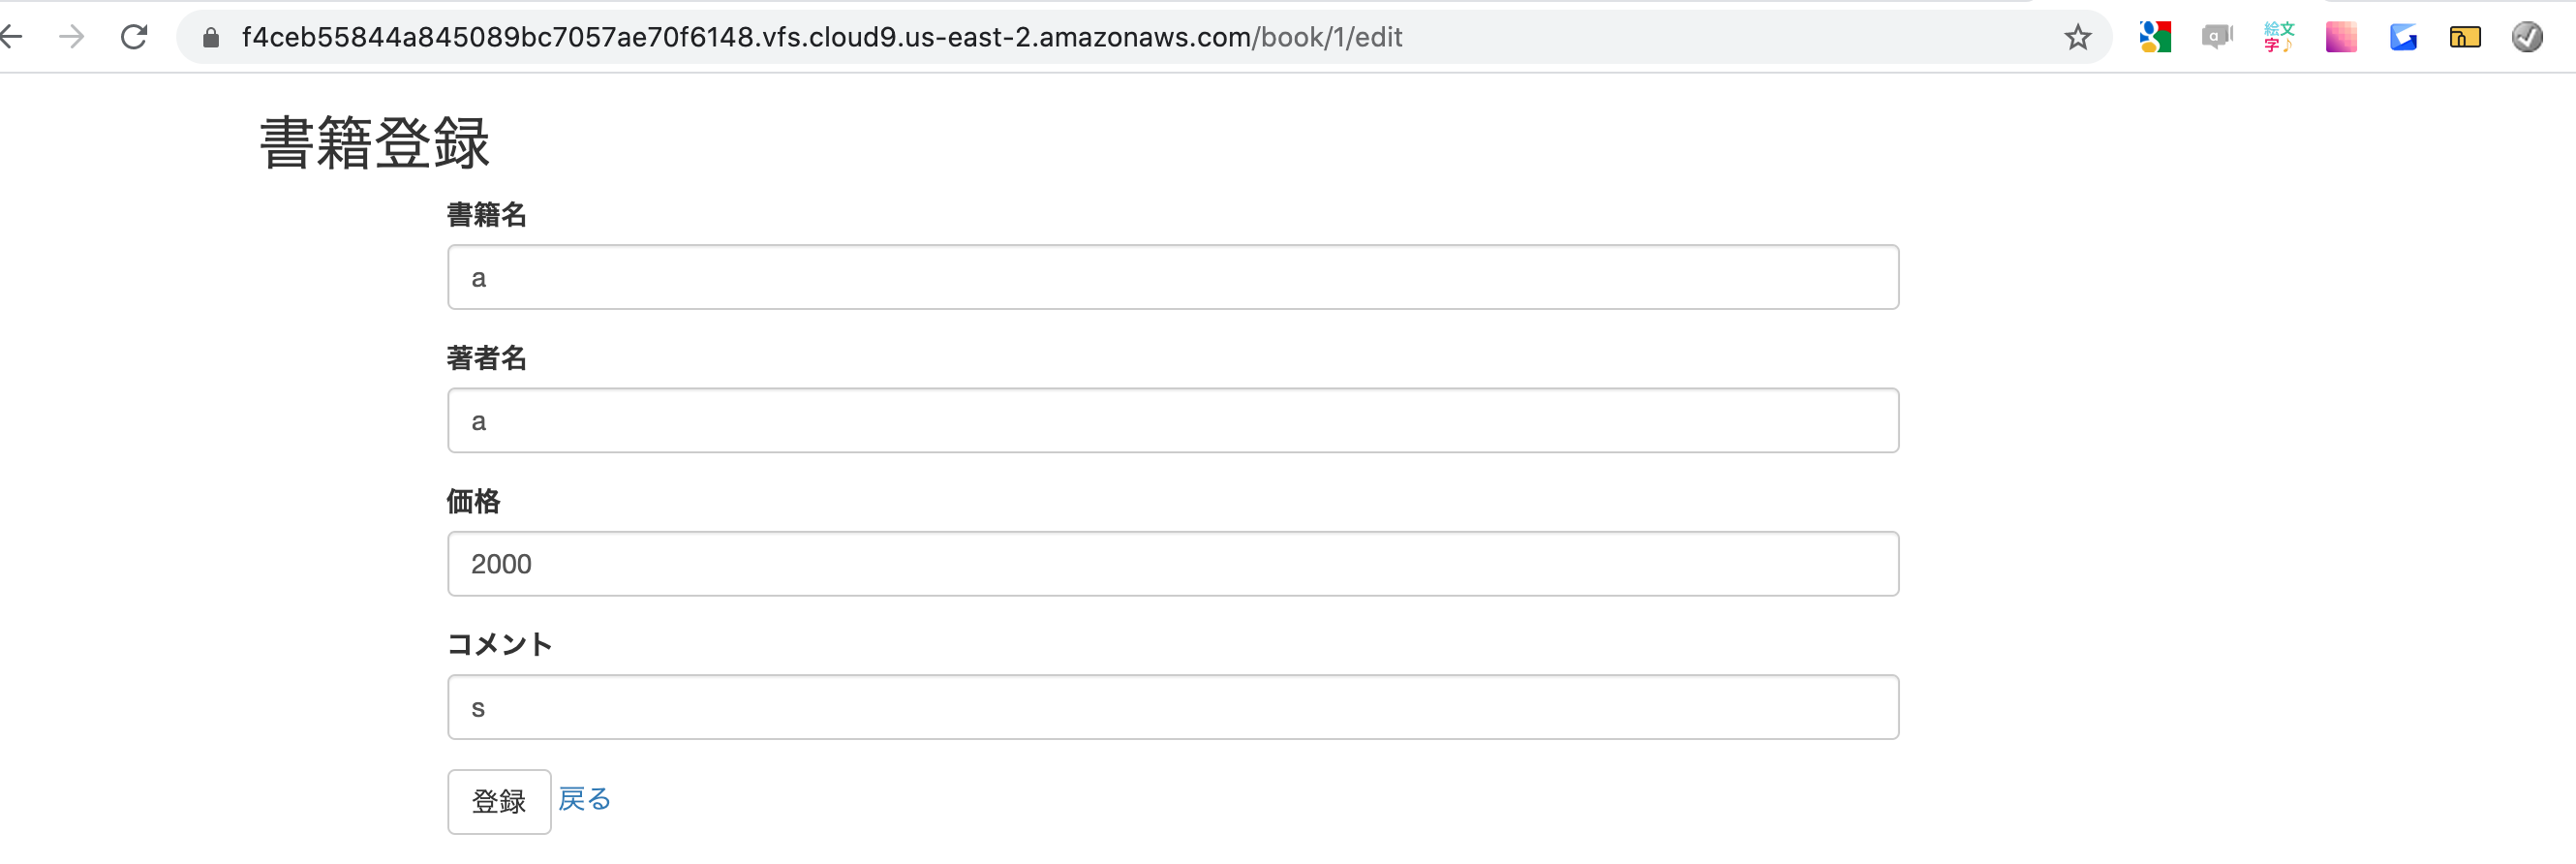 f4ceb55844a845089bc7057ae70f6148.vfs.cloud9.us-east-2.amazonaws.com/book/1/edit
a
絵文
字♪
書籍登録
書籍名
a
著者名
a
価格
2000
コメント
s
登録 戻る